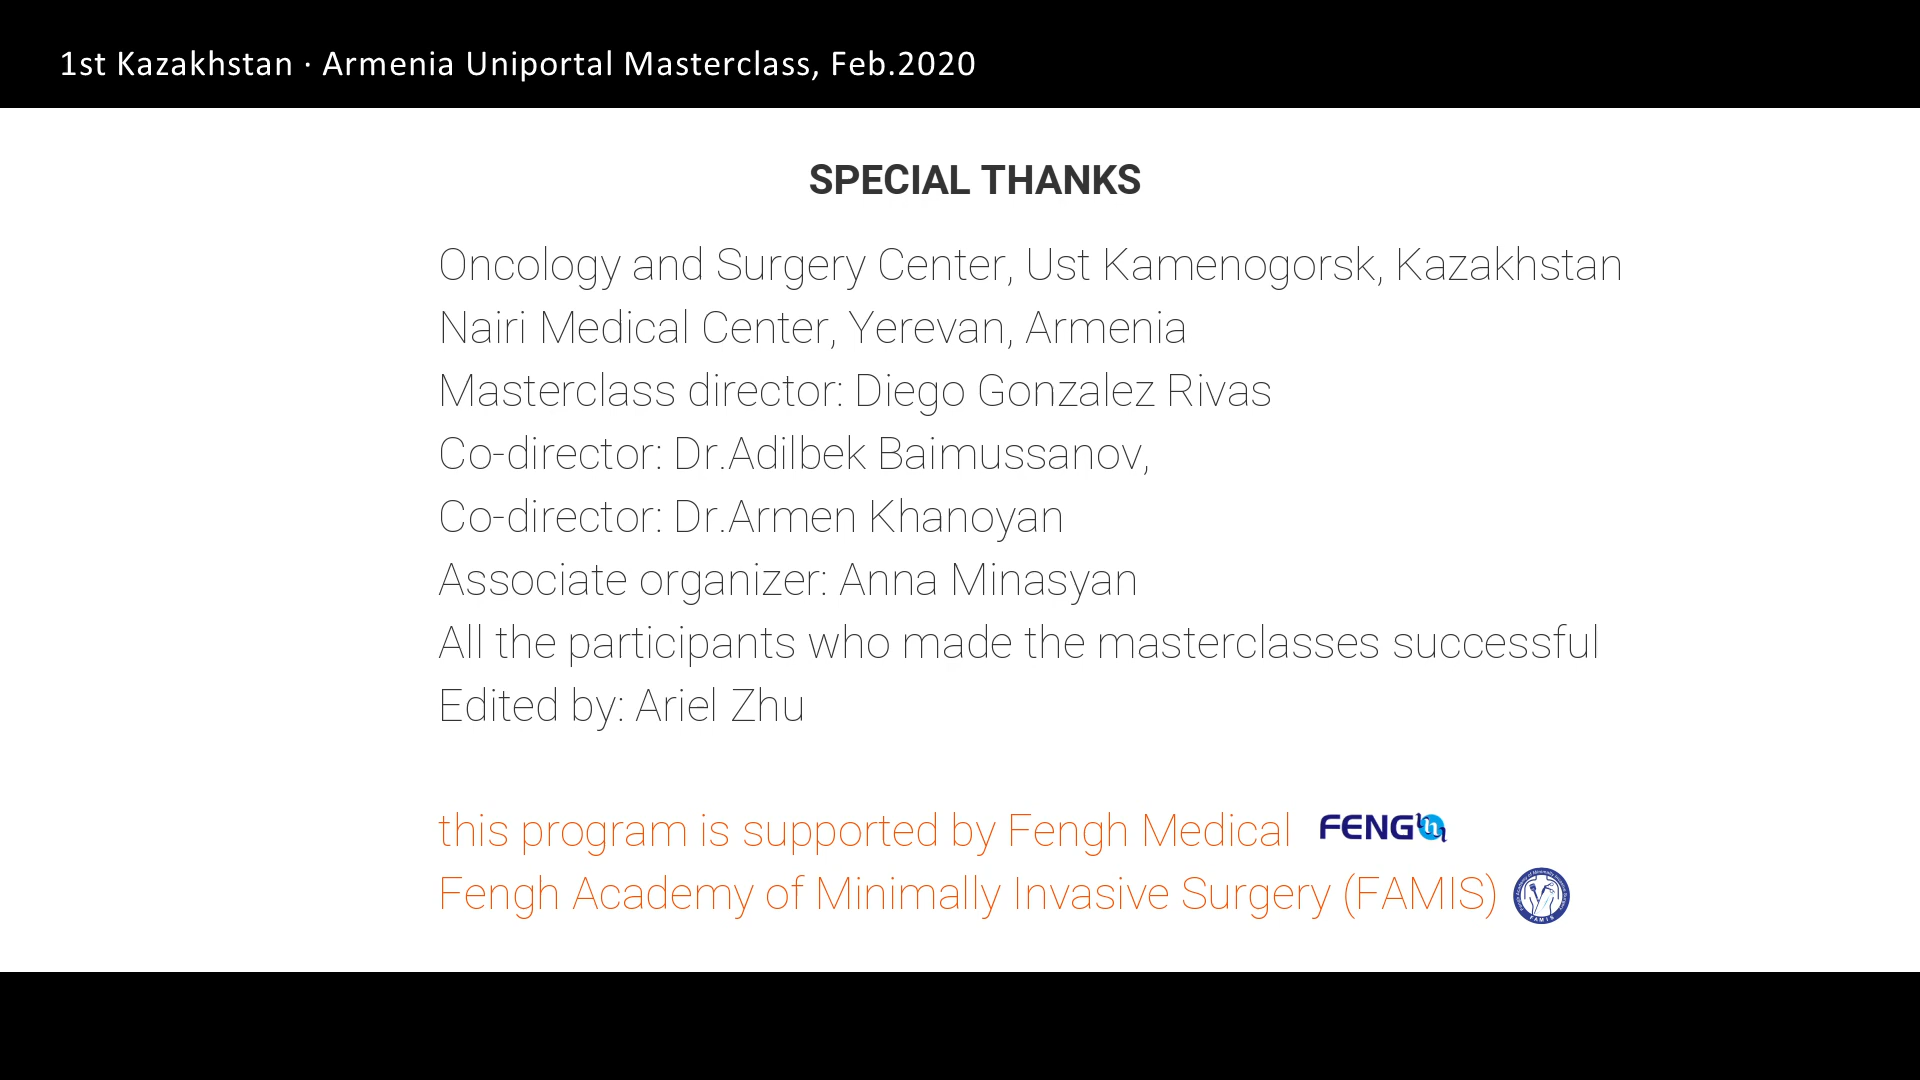 1st Kazakhstan · Armenia Uniportal Masterclass, Feb.2020
SPECIAL THANKS
Oncology and Surgery Center, Ust Kamenogorsk, Kazakhstan
Nairi Medical Center, Yerevan, Armenia
Masterclass director: Diego Gonzalez Rivas
Co-director: Dr.Adilbek Baimussanov,
Co-director: Dr.Armen Khanoyan
Associate organizer: Anna Minasyan
All the participants who made the masterclasses successful
Edited by: Ariel Zhu
this program is supported by Fengh Medical FENGh
Fengh Academy of Minimally Invasive Surgery (FAMIS) FAMIS